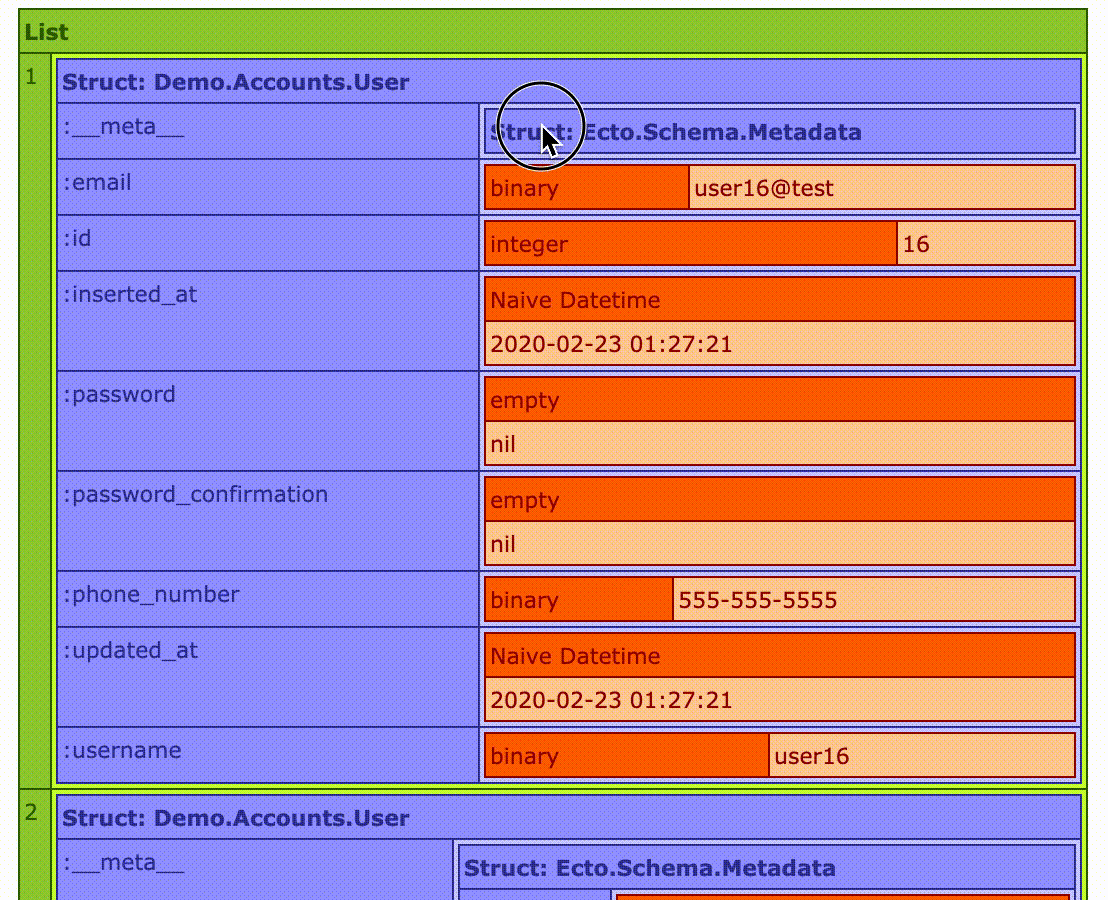 List
1
Struct: Demo.Accounts.User
:__meta__ Struct: Ecto.Schema.Metadata
:email binary user16@test
:id integer 16
:inserted_at Naive Datetime
2020-02-23 01:27:21
:password empty
nil
:password_confirmation empty
nil
:phone_number binary 555-555-5555
:updated_at Naive Datetime
2020-02-23 01:27:21
:username binary user16
2
Struct: Demo.Accounts.User
:__meta__ Struct: Ecto.Schema.Metadata